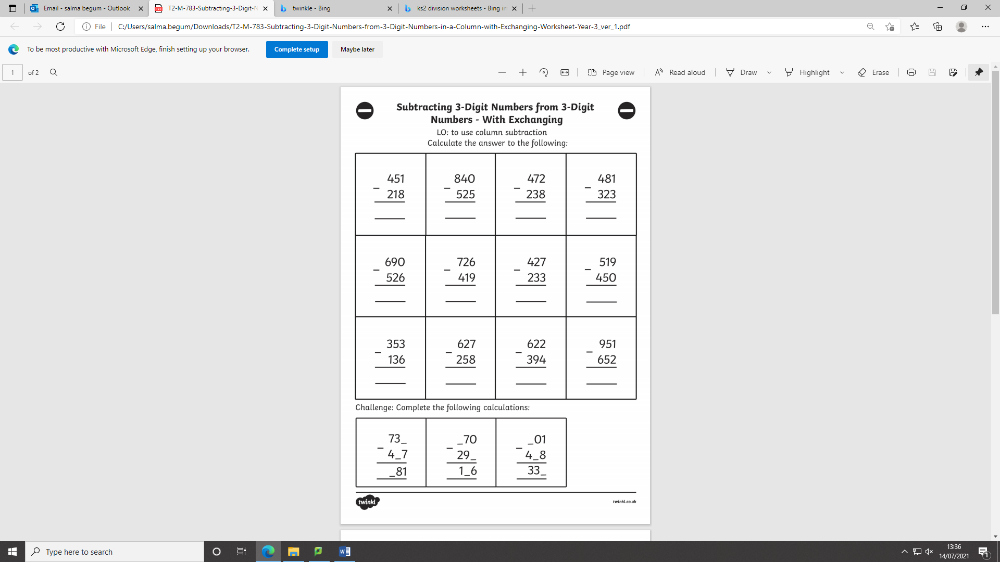 Email - salma begum - Outlook
T2-M-783-Subtracting-3-Digit-N
twinkle - Bing
ks2 division worksheets - Bing in
File
C:/Users/salma.begum/Downloads/T2-M-783-Subtracting-3-Digit-Numbers-from-3-Digit-Numbers-in-a-Column-with-Exchanging-Worksheet-Year-3_ver_1.pdf
To be most productive with Microsoft Edge, finish setting up your browser.
Complete setup
Maybe later
1 of 2
Page view
Read aloud
Draw
Highlight
Erase
Subtracting 3-Digit Numbers from 3-Digit
Numbers - With Exchanging
LO: to use column subtraction
Calculate the answer to the following:
451 840 472 481
− − − −
218 525 238 323
690 726 427 519
− − − −
526 419 233 450
353 627 622 951
− − − −
136 258 394 652
Challenge: Complete the following calculations:
73_ _70 _01
− − −
4_7 29_ 4_8
_81 1_6 33_
twinkl
twinkl.co.uk
Type here to search
13:36
14/07/2021
1